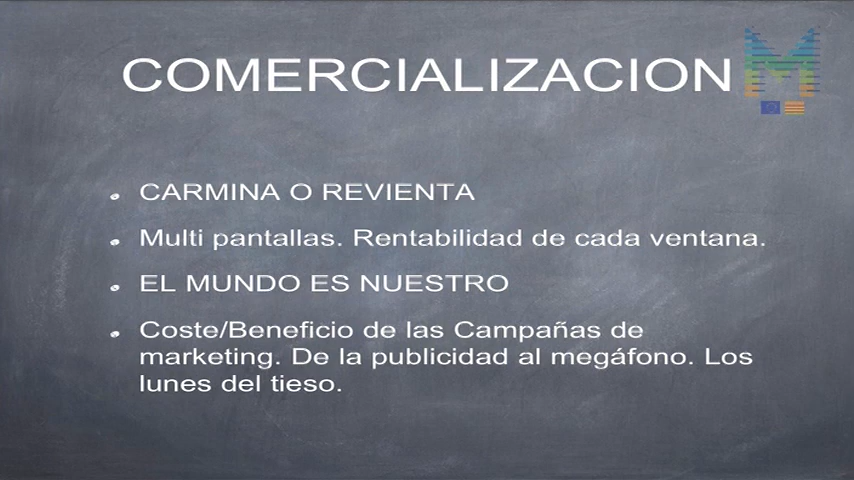 COMERCIALIZACION
CARMINA O REVIENTA
Multi pantallas. Rentabilidad de cada ventana.
EL MUNDO ES NUESTRO
Coste/Beneficio de las Campañas de
marketing. De la publicidad al megáfono. Los
lunes del tieso.